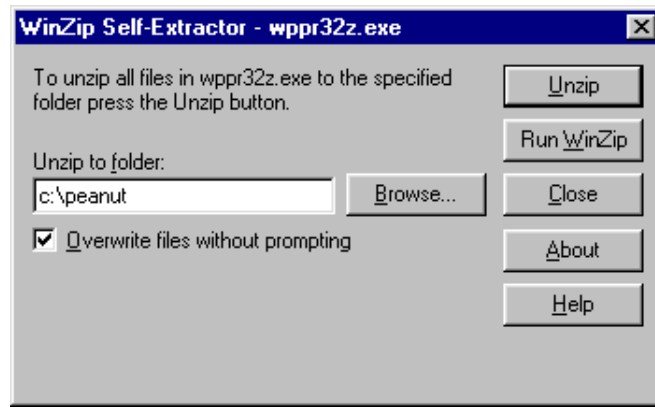 WinZip Self-Extractor - wppr32z.exe
To unzip all files in wppr32z.exe to the specified
folder press the Unzip button.
Unzip to folder:
c:\peanut
Browse...
Overwrite files without prompting
Unzip
Run WinZip
Close
About
Help